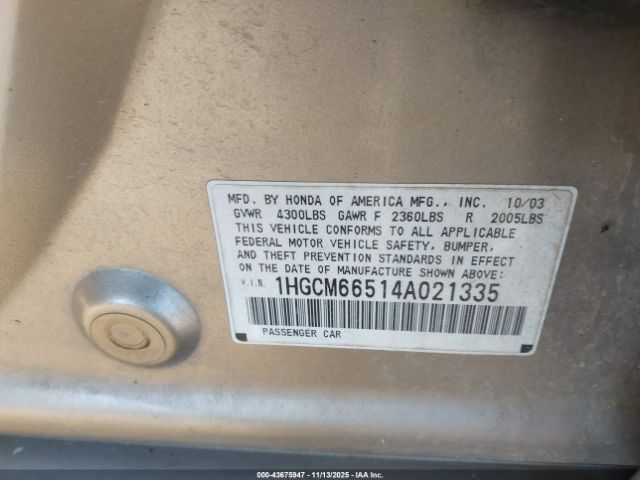 MFD. BY HONDA OF AMERICA MFG., INC. 10/03
GVWR 4300LBS GAWR F 2360LBS R 2005LBS
THIS VEHICLE CONFORMS TO ALL APPLICABLE
FEDERAL MOTOR VEHICLE SAFETY, BUMPER,
AND THEFT PREVENTION STANDARDS IN EFFECT
ON THE DATE OF MANUFACTURE SHOWN ABOVE:
V.I.N. 1HGCM66514A021335
PASSENGER CAR
000-43675947 - 11/13/2025 - IAA Inc.